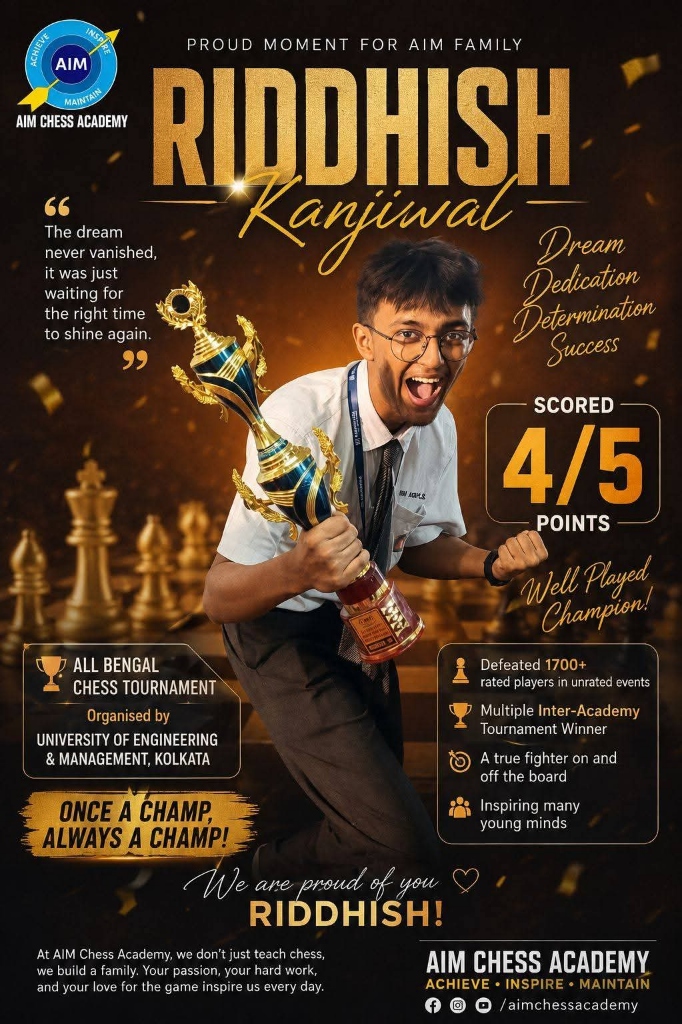 ACHIEVE
INSPIRE
AIM
MAINTAIN
AIM CHESS ACADEMY
PROUD MOMENT FOR AIM FAMILY
RIDDHISH
Kanjiwal
“
The dream
never vanished,
it was just
waiting for
the right time
to shine again.
”
Dream
Dedication
Determination
Success
SCORED
4/5
POINTS
Well Played
Champion!
ALL BENGAL
CHESS TOURNAMENT
Organised by
UNIVERSITY OF ENGINEERING
& MANAGEMENT, KOLKATA
ONCE A CHAMP,
ALWAYS A CHAMP!
Defeated 1700+
rated players in unrated events
Multiple Inter-Academy
Tournament Winner
A true fighter on and
off the board
Inspiring many
young minds
We are proud of you
RIDDHISH!
At AIM Chess Academy, we don't just teach chess,
we build a family. Your passion, your hard work,
and your love for the game inspire us every day.
AIM CHESS ACADEMY
ACHIEVE • INSPIRE • MAINTAIN
/aimchessacademy